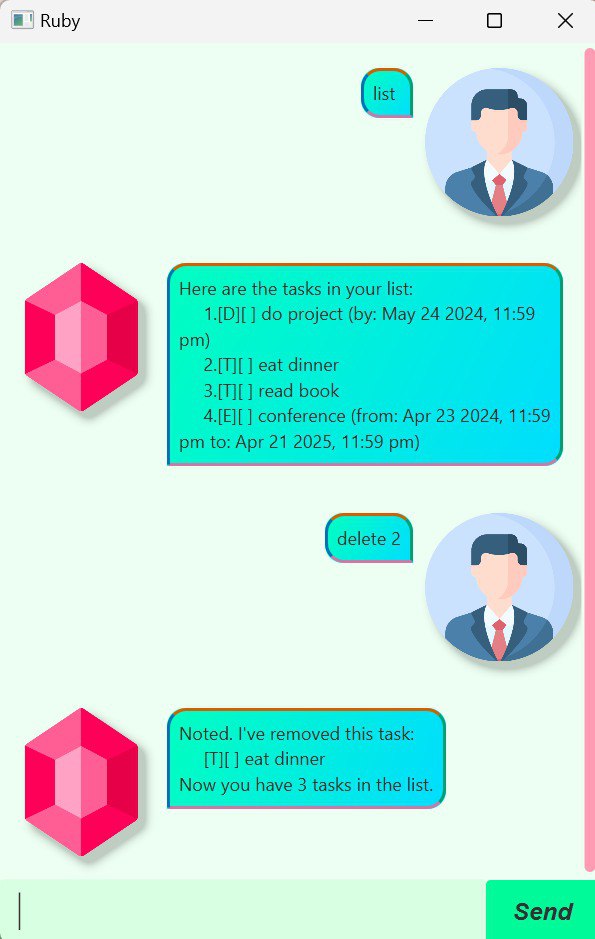 Ruby
list
Here are the tasks in your list:
1.[D][ ] do project (by: May 24 2024, 11:59
pm)
2.[T][ ] eat dinner
3.[T][ ] read book
4.[E][ ] conference (from: Apr 23 2024, 11:59
pm to: Apr 21 2025, 11:59 pm)
delete 2
Noted. I've removed this task:
[T][ ] eat dinner
Now you have 3 tasks in the list.
Send